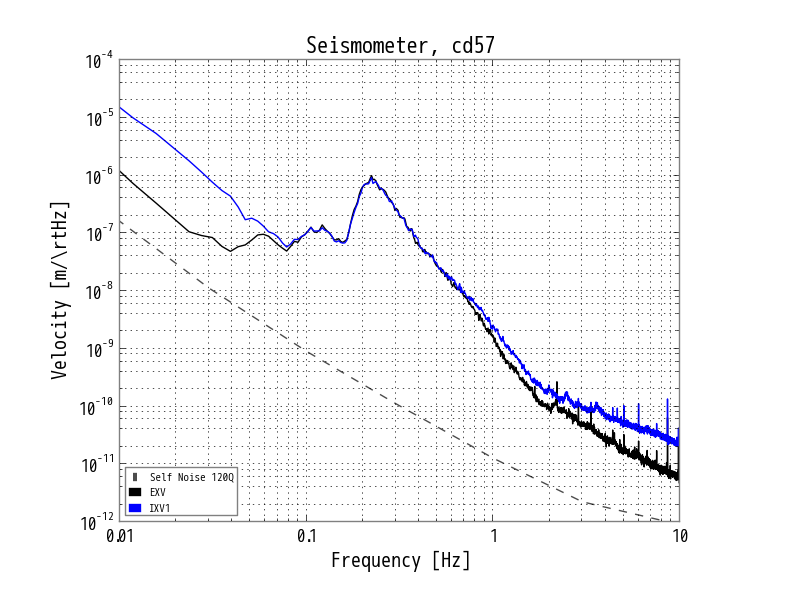 Seismometer, cd57
10^-4
10^-5
10^-6
10^-7
10^-8
10^-9
10^-10
10^-11
10^-12
Velocity [m/\rtHz]
Self Noise 120Q
EXV
IXV1
0.01 0.1 1 10
Frequency [Hz]